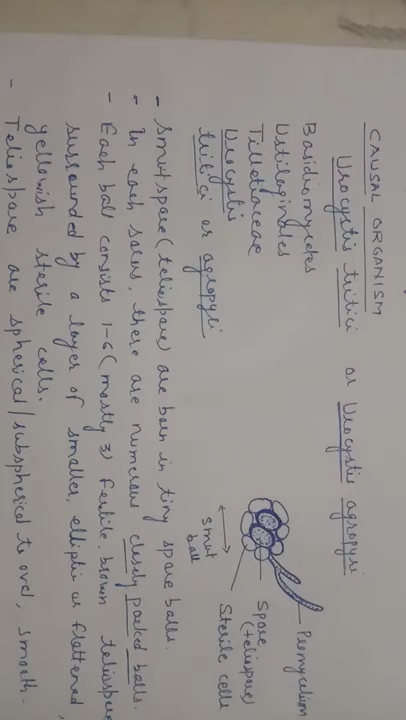 CAUSAL ORGANISM
Urocystis tritici or Urocystis agropyri
Basidiomycetes
Ustilaginales
Tilletiaceae
Urocystis
tritici or agropyri
Promycelium
Spore
(teliospore)
Sterile cells
Smut
ball
- Smut spore (teliospore) are born in tiny spore balls.
- In each sorus, there are numerous closely packed balls.
- Each ball consists 1-6 (mostly 3) fertile, brown teliospore
surrounded by a layer of smaller, elliptic or flattened,
yellowish sterile cells.
- Teliospore are spherical/subspherical to oval, smooth-